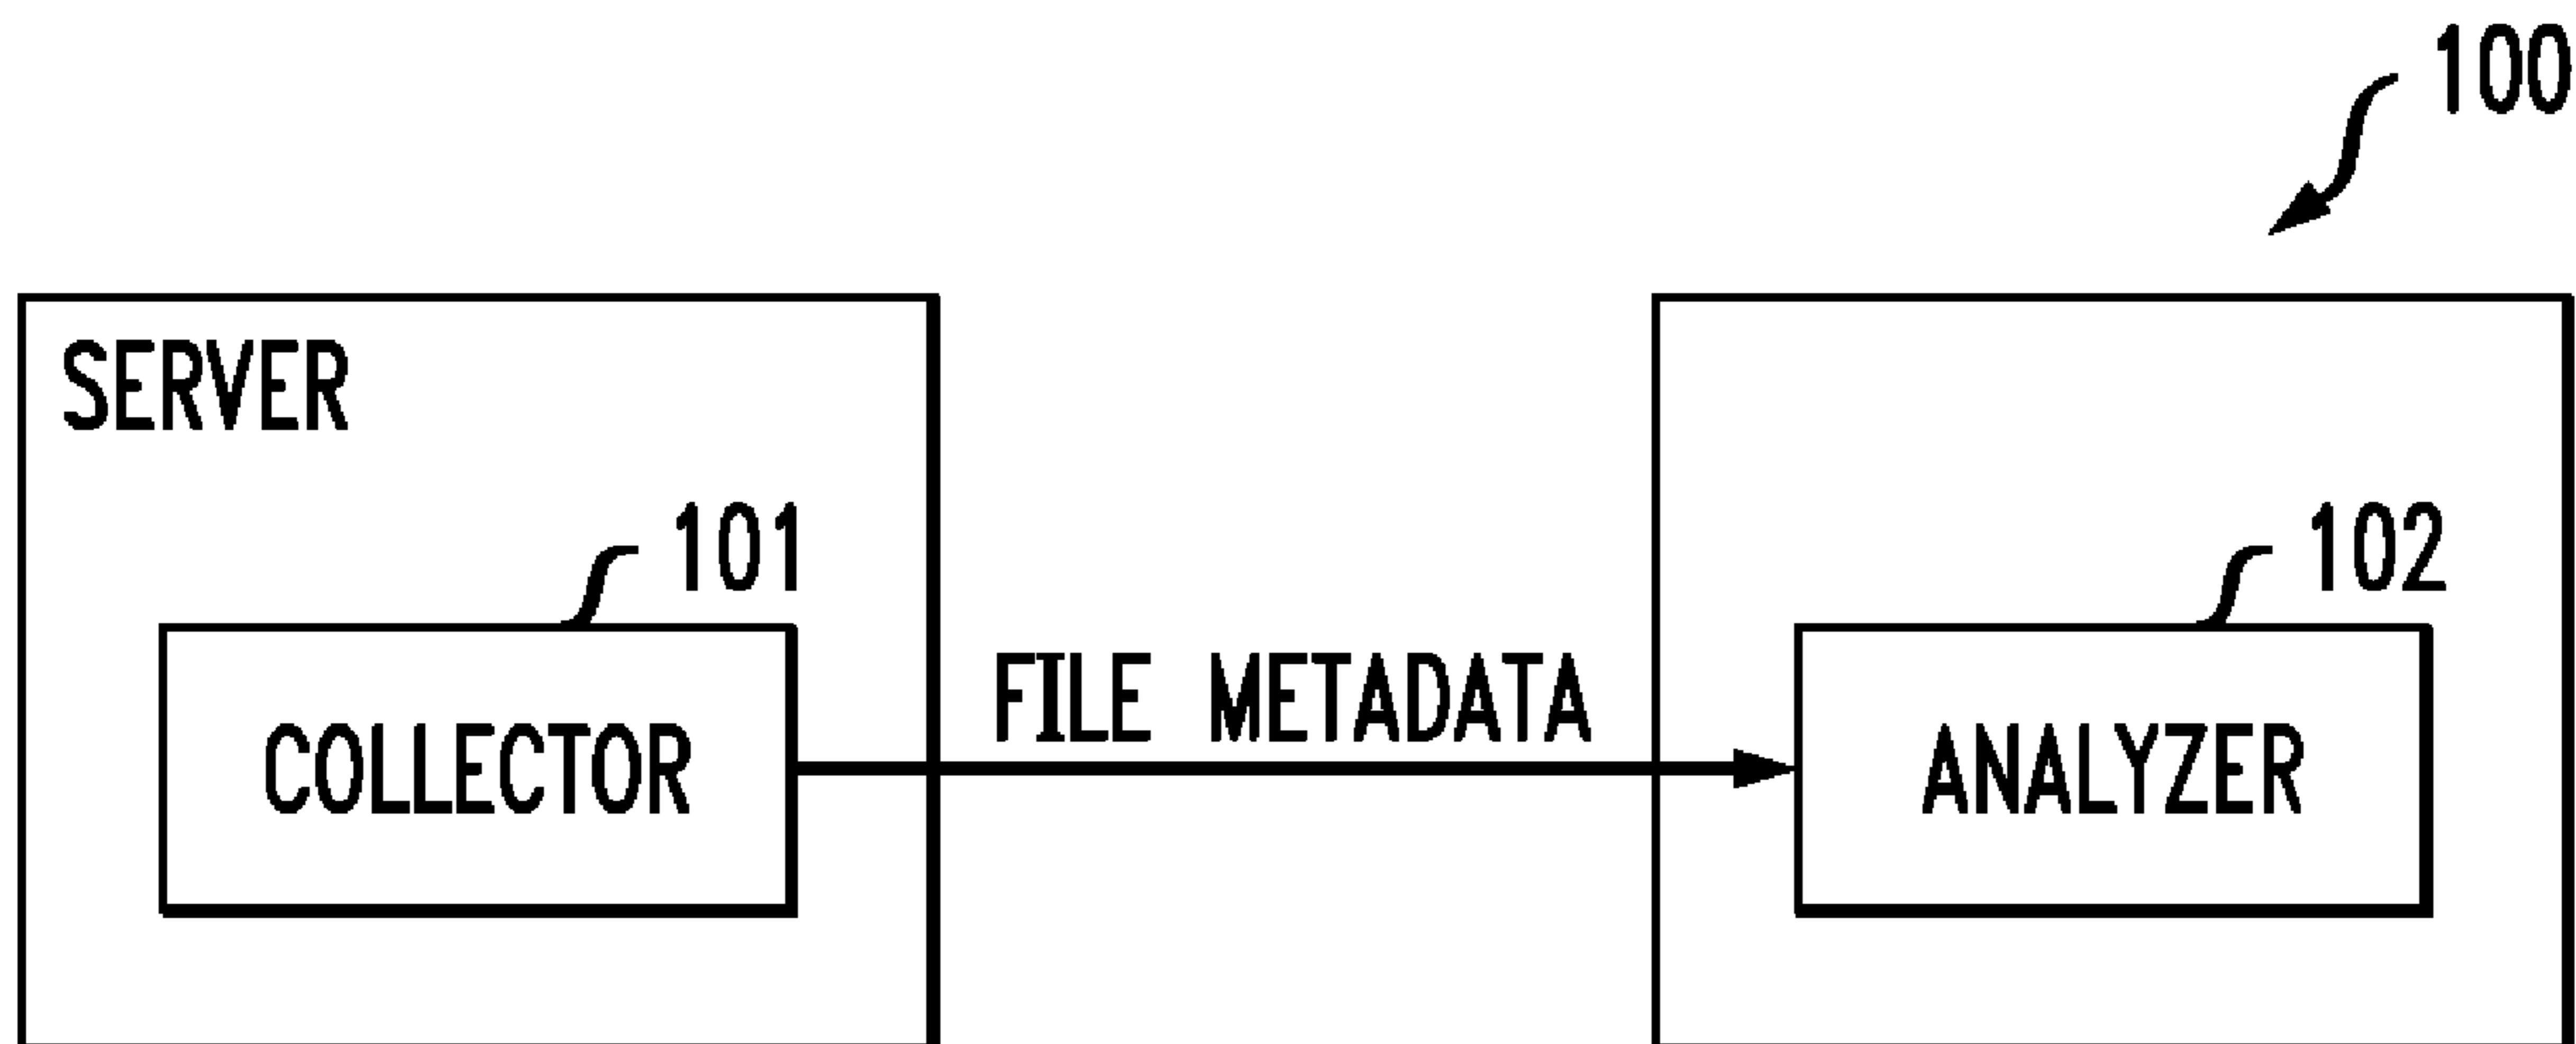 100
SERVER
101
102
FILE METADATA
COLLECTOR
ANALYZER